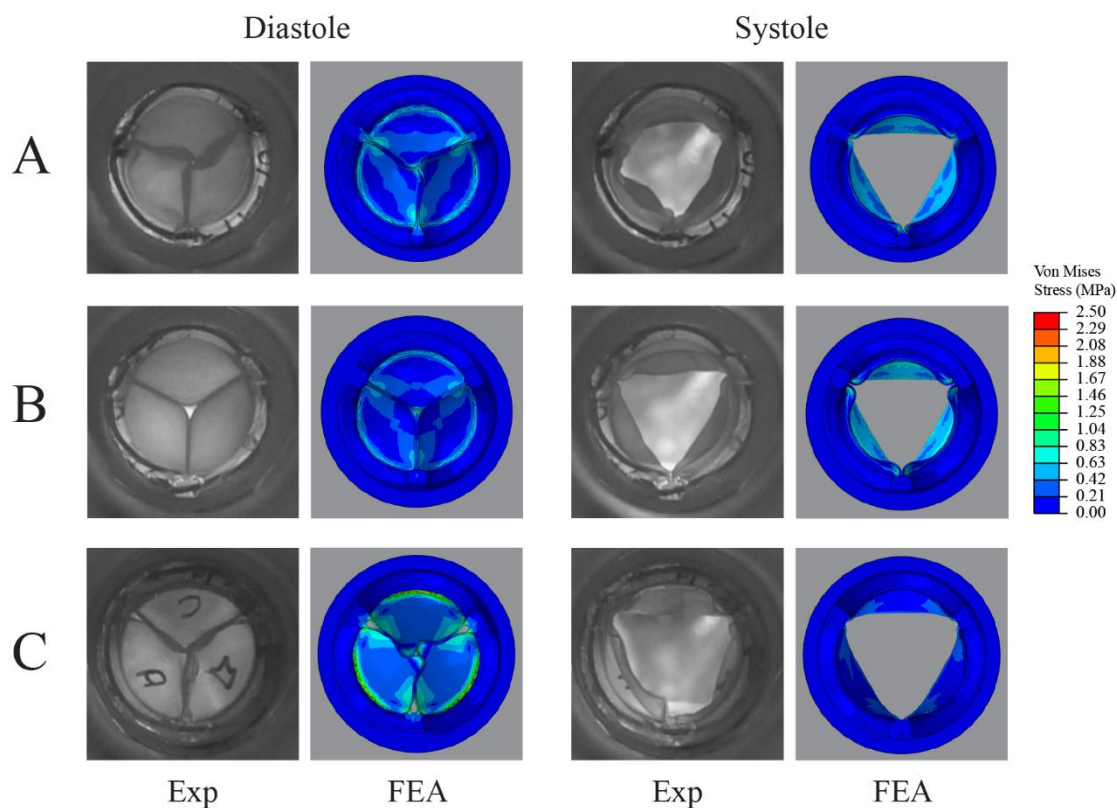 Diastole
Systole
A
B
C
Von Mises
Stress (MPa)
2.50
2.29
2.08
1.88
1.67
1.46
1.25
1.04
0.83
0.63
0.42
0.21
0.00
C
Exp
FEA
Exp
FEA